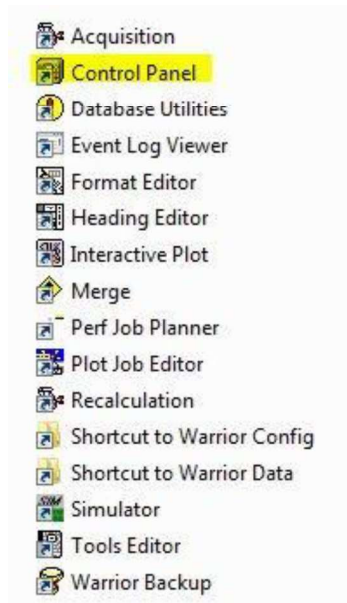 Acquisition
Control Panel
Database Utilities
Event Log Viewer
Format Editor
Heading Editor
Interactive Plot
Merge
Perf Job Planner
Plot Job Editor
Recalculation
Shortcut to Warrior Config
Shortcut to Warrior Data
Simulator
Tools Editor
Warrior Backup